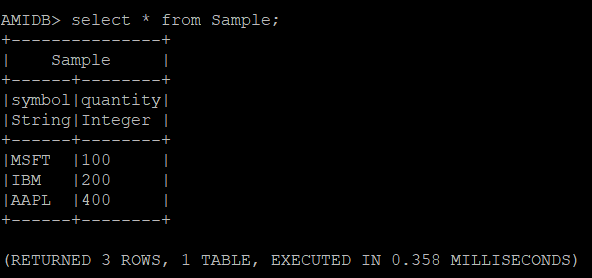 AMIDB> select * from Sample;
+---------------+
|    Sample     |
+------+--------+
|symbol|quantity|
|String|Integer |
+------+--------+
|MSFT  |100     |
|IBM   |200     |
|AAPL  |400     |
+------+--------+
(RETURNED 3 ROWS, 1 TABLE, EXECUTED IN 0.358 MILLISECONDS)